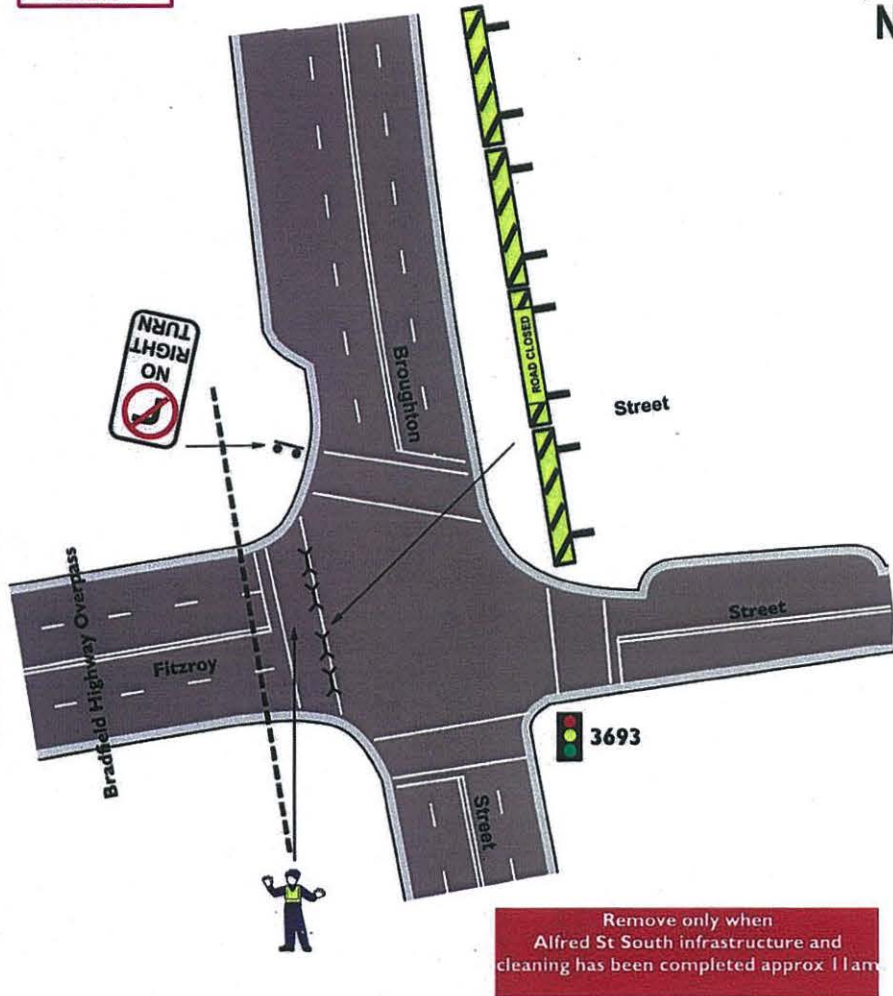 N
NO
RIGHT
TURN
Broughton
ROAD CLOSED
Street
Bradfield Highway Overpass
Fitzroy
Street
3693
Street
Remove only when
Alfred St South infrastructure and
cleaning has been completed approx 11am